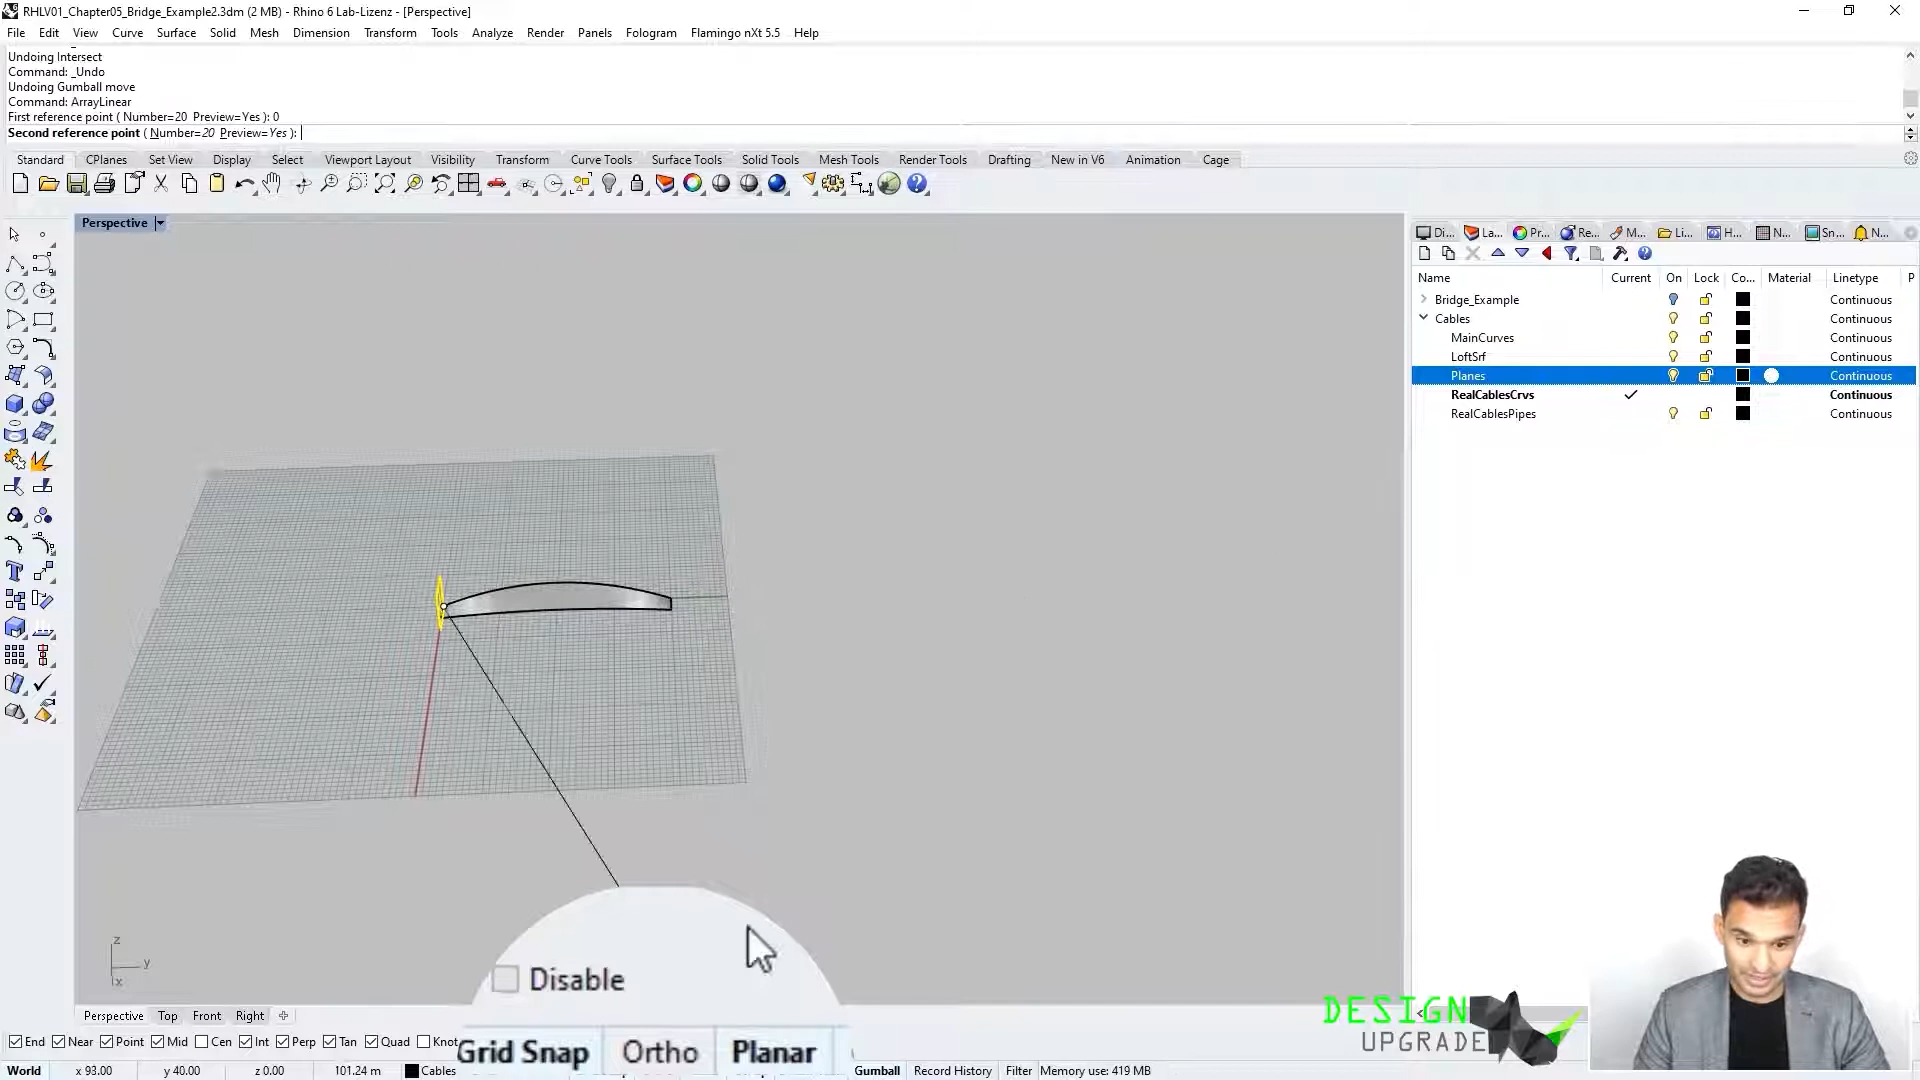 RHLV01_Chapter05_Bridge_Example2.3dm (2 MB) - Rhino 6 Lab-Lizenz - [Perspective]
File Edit View Curve Surface Solid Mesh Dimension Transform Tools Analyze Render Panels Fologram Flamingo nXt 5.5 Help
Undoing Intersect
Command: _Undo
Undoing Gumball move
Command: ArrayLinear
First reference point ( Number=20 Preview=Yes ): 0
Second reference point ( Number=20 Preview=Yes ):
Standard CPlanes Set View Display Select Viewport Layout Visibility Transform Curve Tools Surface Tools Solid Tools Mesh Tools Render Tools Drafting New in V6 Animation Cage
Perspective
Di... La... Pr... Re... M... Li... H... N... Sn... N...
Name Current On Lock Co... Material Linetype P
Bridge_Example Continuous
Cables Continuous
MainCurves Continuous
LoftSrf Continuous
Planes Continuous
RealCablesCrvs Continuous
RealCablesPipes Continuous
z
y
x
Disable
DESIGN
UPGRADE
Perspective Top Front Right
End Near Point Mid Cen Int Perp Tan Quad Knot
Grid Snap Ortho Planar
World x 93.00 y 40.00 z 0.00 101.24 m Cables Gumball Record History Filter Memory use: 419 MB